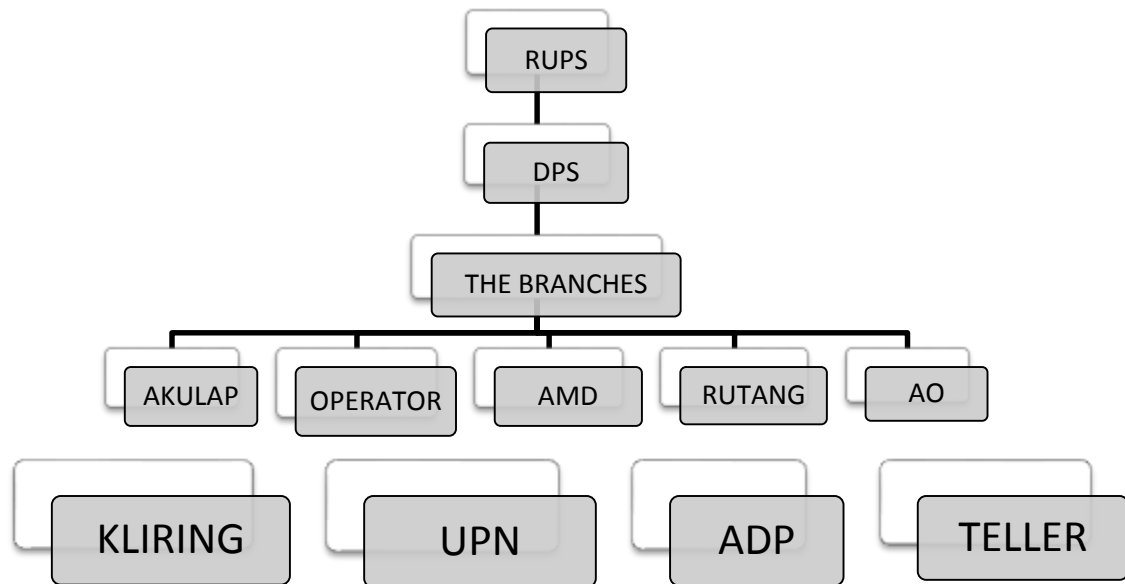 RUPS
DPS
THE BRANCHES
AKULAP
OPERATOR
AMD
RUTANG
AO
KLIRING
UPN
ADP
TELLER